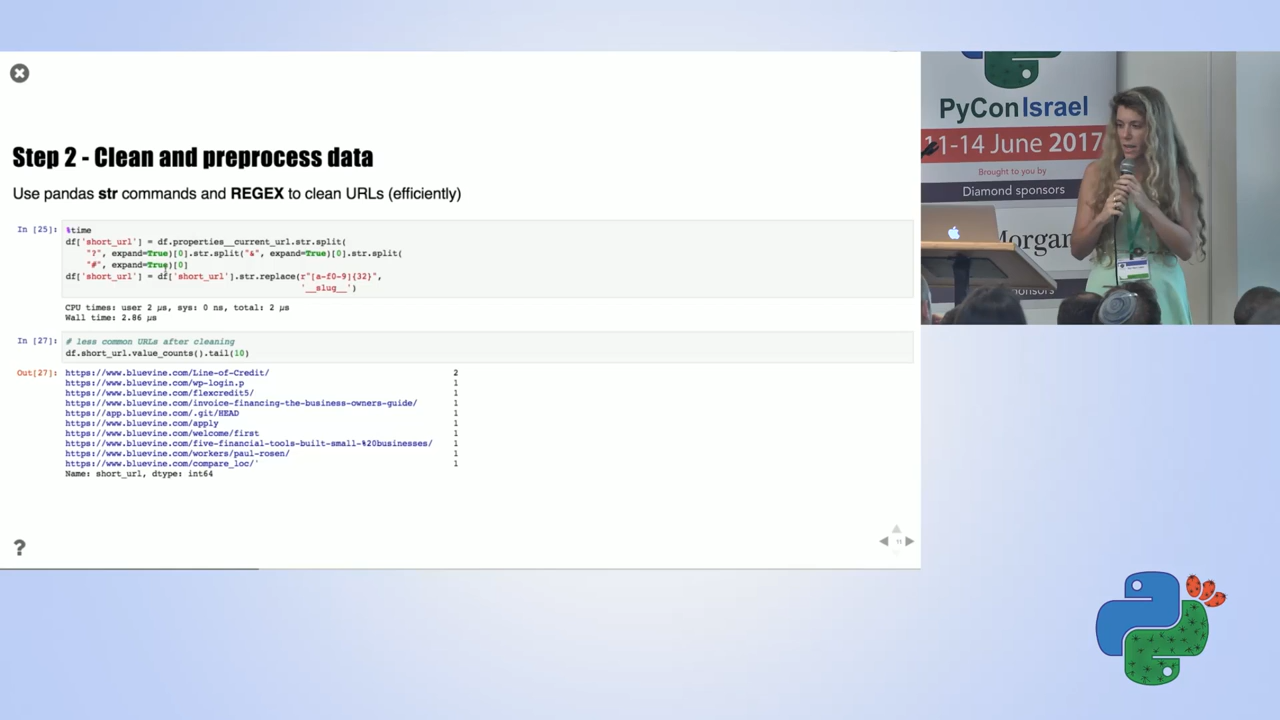 Step 2 - Clean and preprocess data
Use pandas str commands and REGEX to clean URLs (efficiently)
In [25]:
%time
df['short_url'] = df.properties__current_url.str.split(
"?", expand=True)[0].str.split("&", expand=True)[0].str.split(
"#", expand=True)[0]
df['short_url'] = df['short_url'].str.replace(r"[a-f0-9]{32}",
'__slug__')
CPU times: user 2 µs, sys: 0 ns, total: 2 µs
Wall time: 2.86 µs
In [27]:
# less common URLs after cleaning
df.short_url.value_counts().tail(10)
Out[27]:
https://www.bluevine.com/Line-of-Credit/ 2
https://www.bluevine.com/wp-login.p 1
https://www.bluevine.com/flexcredit5/ 1
https://www.bluevine.com/invoice-financing-the-business-owners-guide/ 1
https://app.bluevine.com/.git/HEAD 1
https://www.bluevine.com/apply 1
https://www.bluevine.com/welcome/first 1
https://www.bluevine.com/five-financial-tools-built-small-%20businesses/ 1
https://www.bluevine.com/workers/paul-rosen/ 1
https://www.bluevine.com/compare_loc/' 1
Name: short_url, dtype: int64
?
11
PyConIsrael
11-14 June 2017
Brought to you by
Diamond sponsors
Morgan